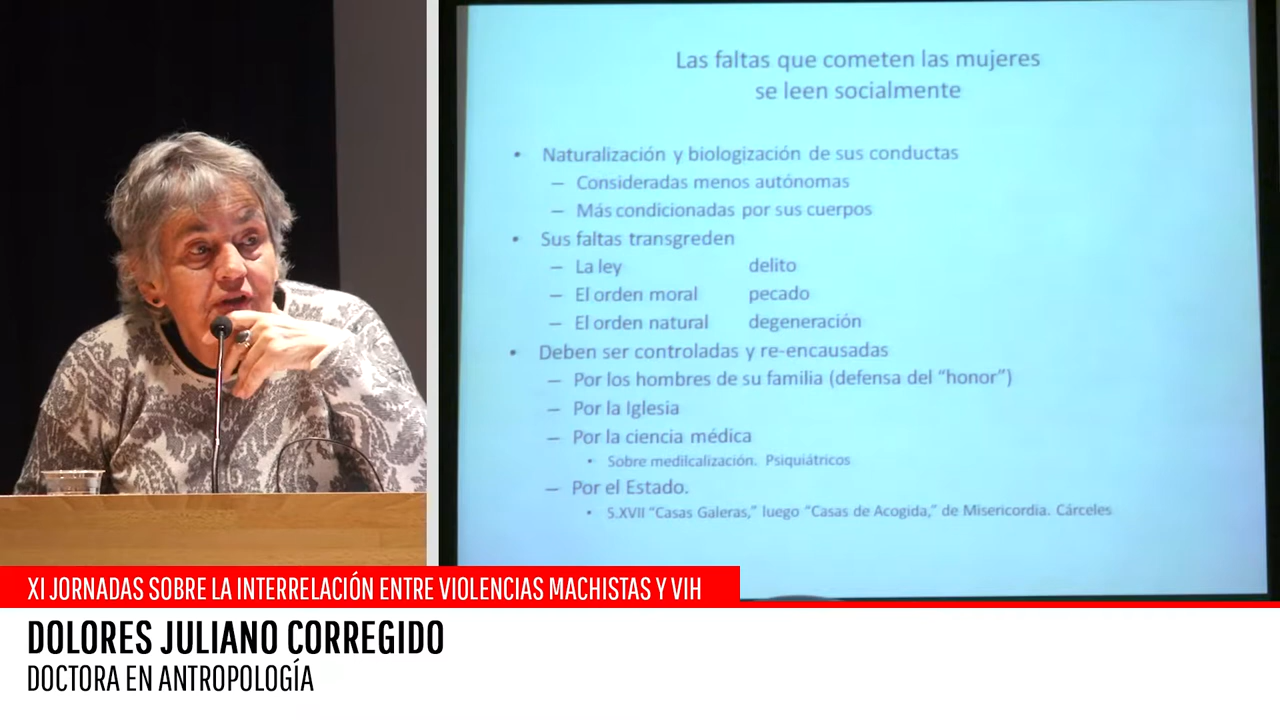 Las faltas que cometen las mujeres
se leen socialmente
• Naturalización y biologización de sus conductas
– Consideradas menos autónomas
– Más condicionadas por sus cuerpos
• Sus faltas transgreden
– La ley delito
– El orden moral pecado
– El orden natural degeneración
• Deben ser controladas y re-encausadas
– Por los hombres de su familia (defensa del “honor”)
– Por la Iglesia
– Por la ciencia médica
• Sobre medilcalización. Psiquiátricos
– Por el Estado.
• S.XVII “Casas Galeras,” luego “Casas de Acogida,” de Misericordia. Cárceles
XI JORNADAS SOBRE LA INTERRELACIÓN ENTRE VIOLENCIAS MACHISTAS Y VIH
DOLORES JULIANO CORREGIDO
DOCTORA EN ANTROPOLOGÍA